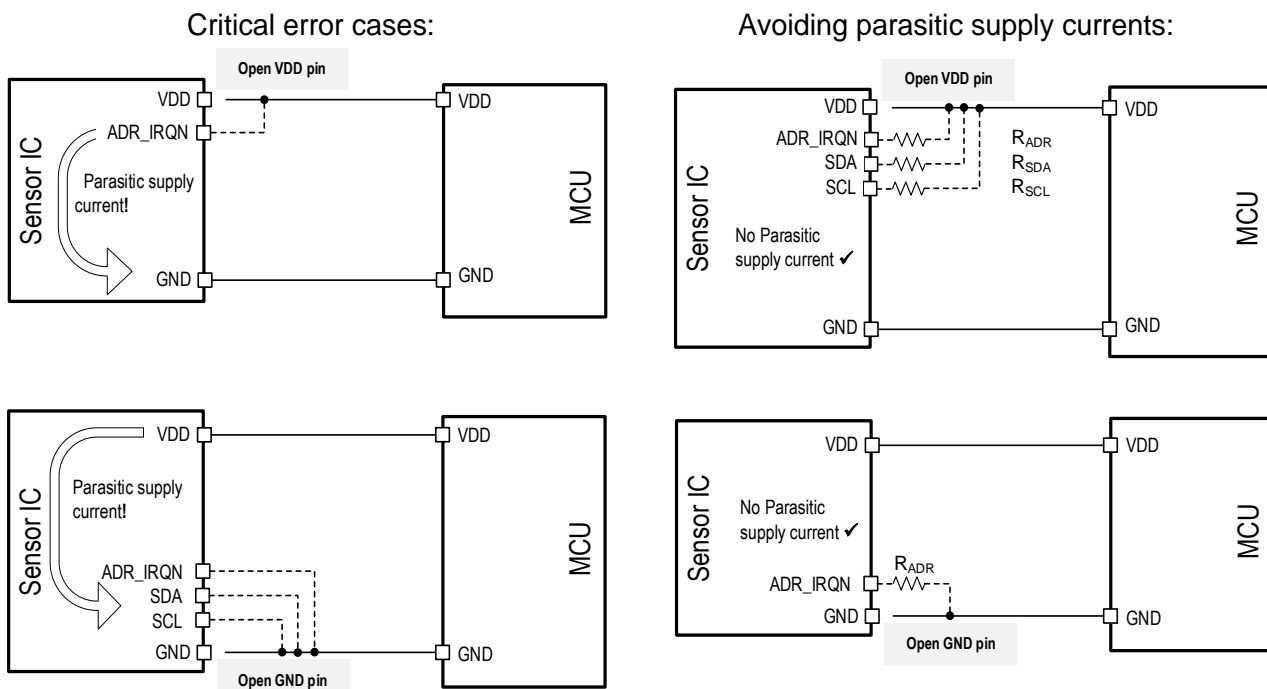 Critical error cases:
Open VDD pin
VDD
VDD
ADR_IRQN
Sensor IC
Parasitic supply
current!
MCU
GND
GND
VDD
VDD
Sensor IC
Parasitic supply
current!
MCU
ADR_IRQN
SDA
SCL
GND
GND
Open GND pin
Avoiding parasitic supply currents:
Open VDD pin
VDD
VDD
ADR_IRQN
RADR
SDA
RSDA
SCL
RSCL
Sensor IC
MCU
No Parasitic
supply current ✓
GND
GND
VDD
VDD
Sensor IC
No Parasitic
supply current ✓
MCU
RADR
ADR_IRQN
GND
GND
Open GND pin